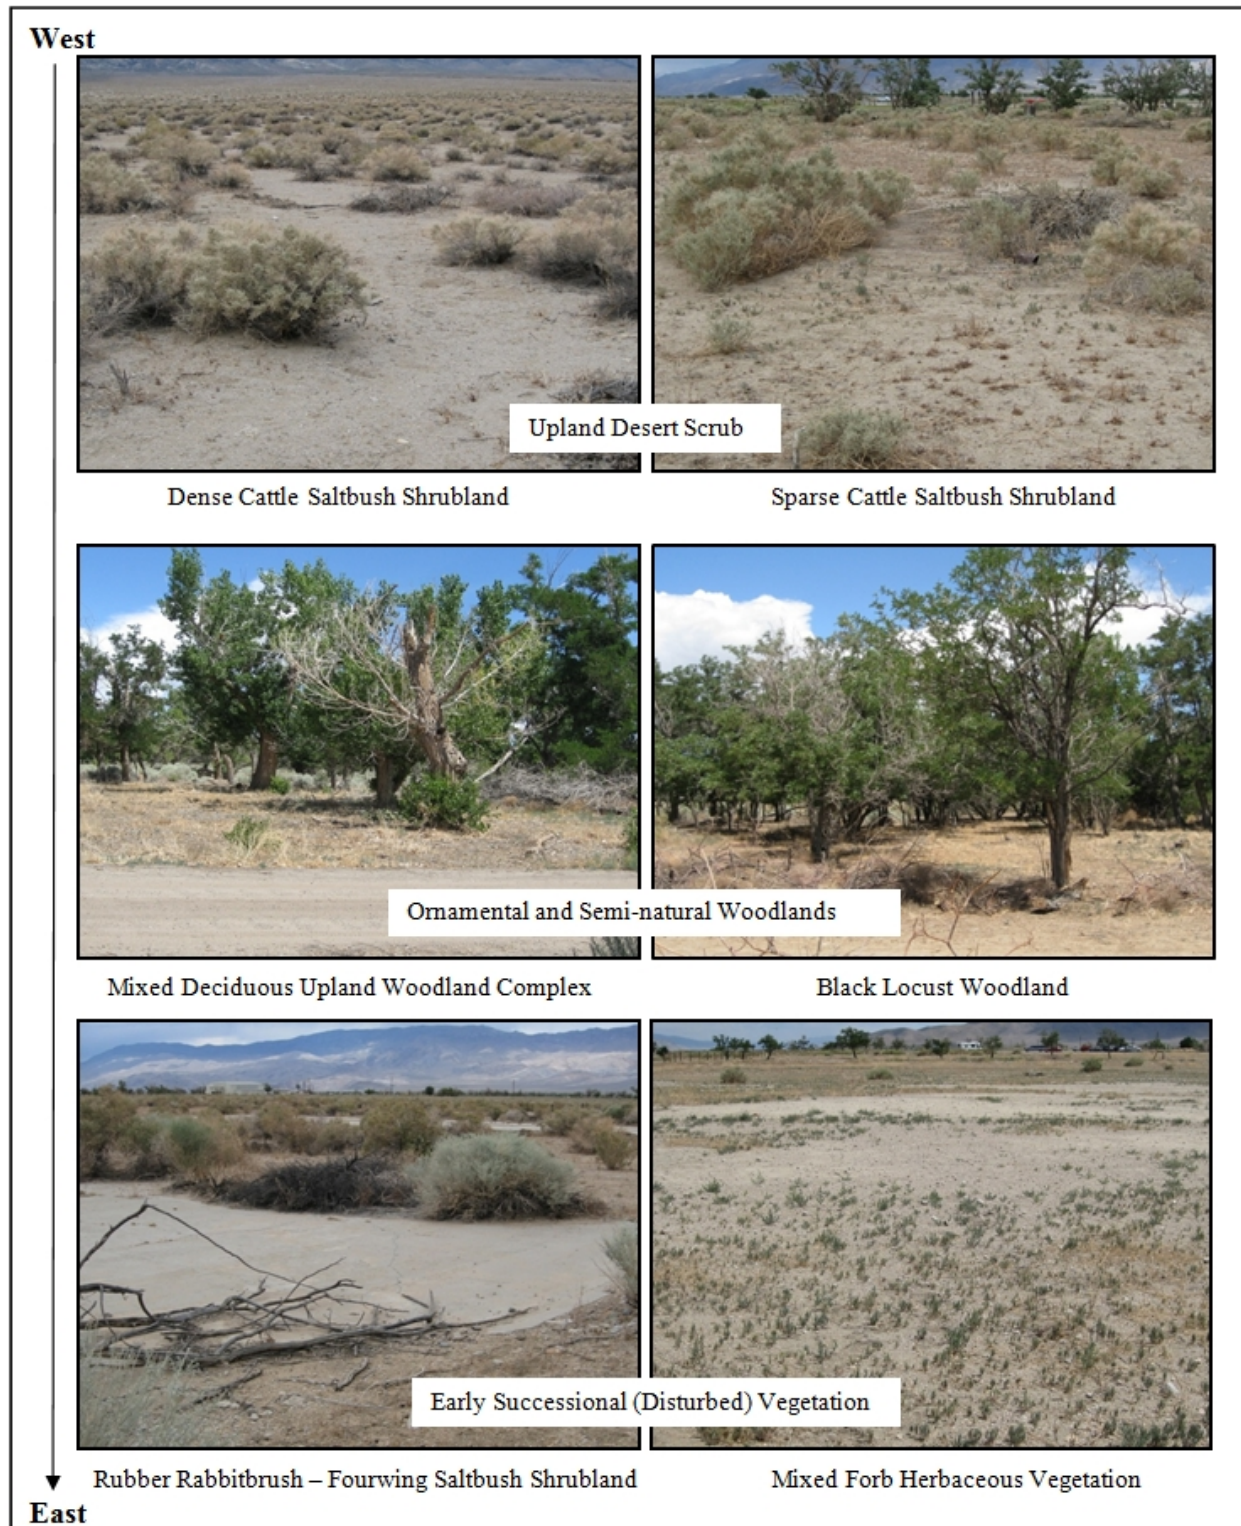 West
Upland Desert Scrub
Dense Cattle Saltbush Shrubland
Sparse Cattle Saltbush Shrubland
Ornamental and Semi-natural Woodlands
Mixed Deciduous Upland Woodland Complex
Black Locust Woodland
Early Successional (Disturbed) Vegetation
Rubber Rabbitbrush – Fourwing Saltbush Shrubland
Mixed Forb Herbaceous Vegetation
East